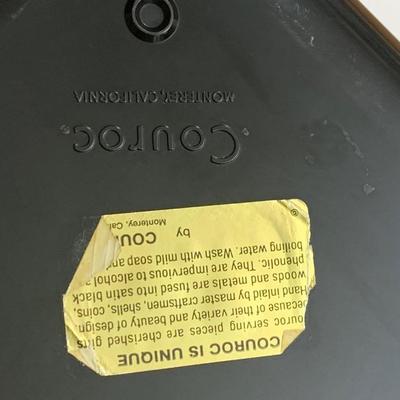 COUROC IS UNIQUE
ouroc serving pieces are cherished gifts
because of their variety and beauty of design.
Hand inlaid by master craftsmen, shells, coins,
woods and metals are fused into satin black
phenolic. They are impervious to alcohol
boiling water. Wash with mild soap and
by
COU
Monterey, Cal
®
Couroc®
MONTEREY, CALIFORNIA